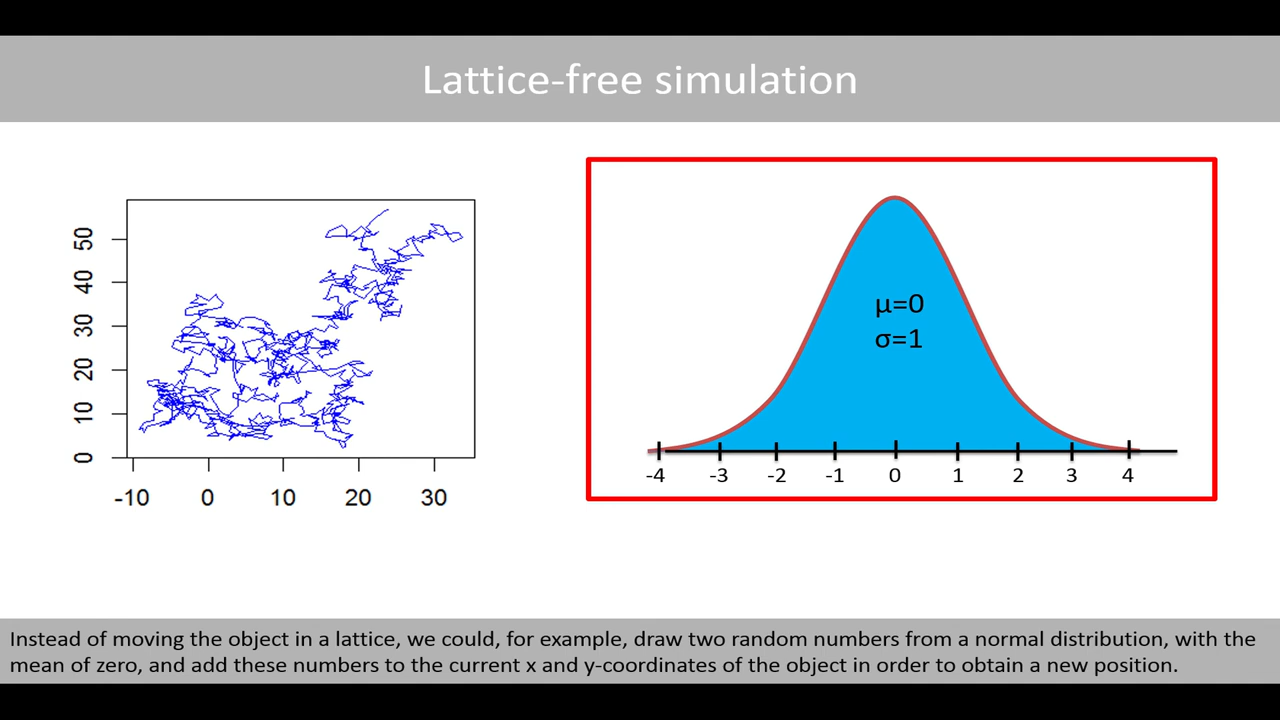 Lattice-free simulation
50
40
30
20
10
0
-10 0 10 20 30
μ=0
σ=1
-4 -3 -2 -1 0 1 2 3 4
Instead of moving the object in a lattice, we could, for example, draw two random numbers from a normal distribution, with the
mean of zero, and add these numbers to the current x and y-coordinates of the object in order to obtain a new position.